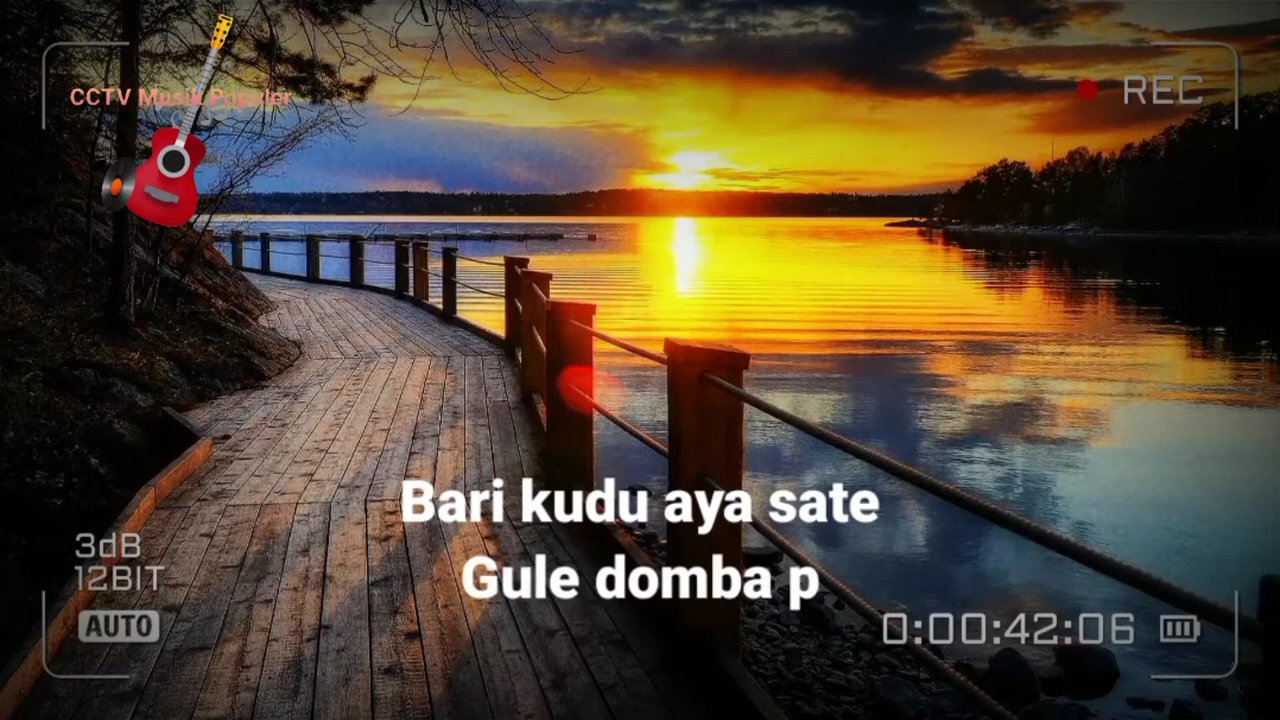 CCTV Musik Populer
REC
Bari kudu aya sate
Gule domba p
3dB
12BIT
AUTO
0:00:42:06